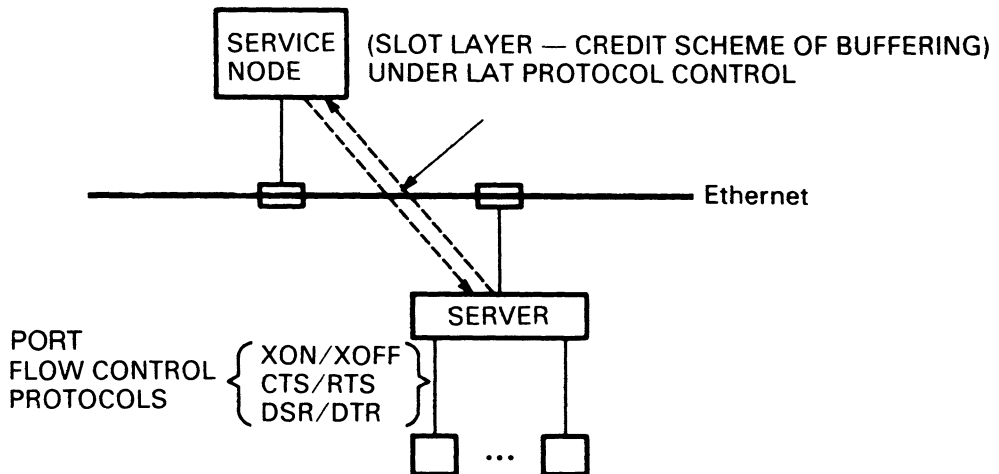 SERVICE
NODE
(SLOT LAYER — CREDIT SCHEME OF BUFFERING)
UNDER LAT PROTOCOL CONTROL
Ethernet
SERVER
PORT
FLOW CONTROL
PROTOCOLS
XON/XOFF
CTS/RTS
DSR/DTR
...